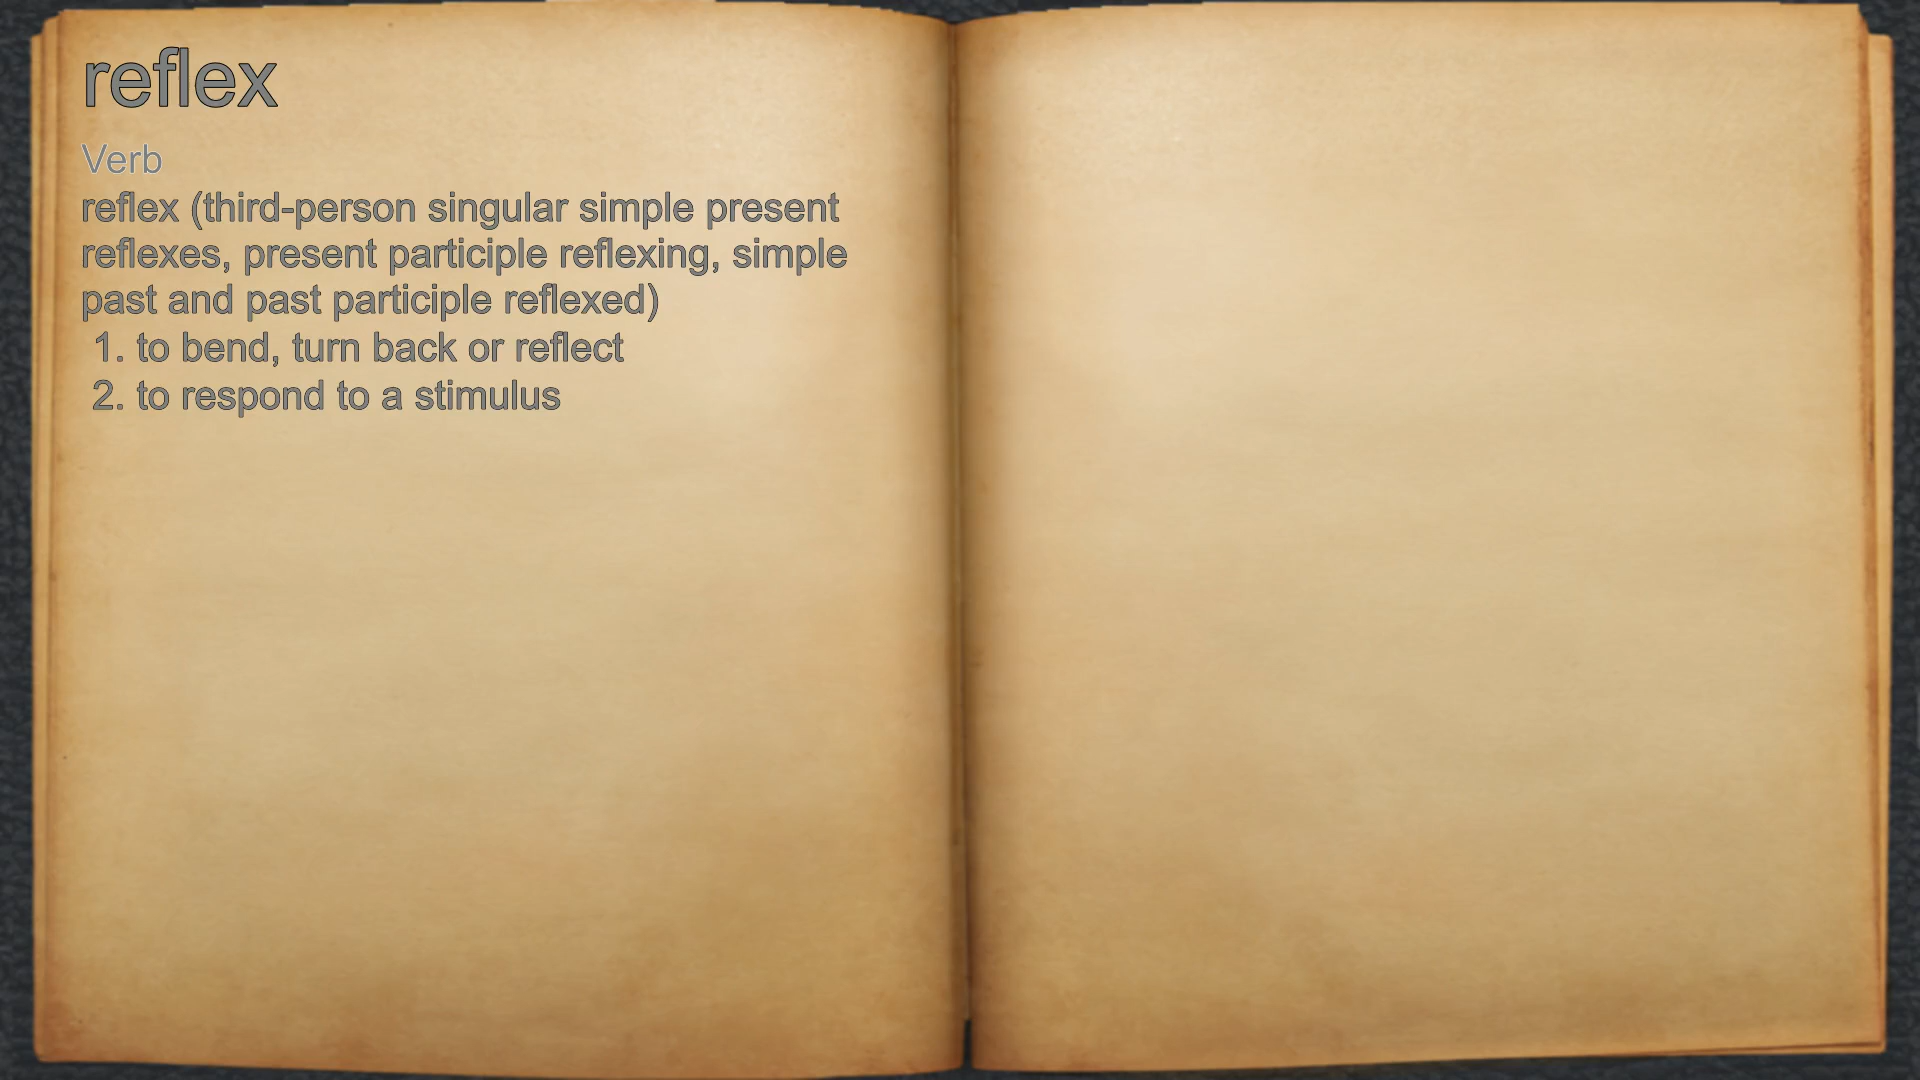 reflex
Verb
reflex (third-person singular simple present
reflexes, present participle reflexing, simple
past and past participle reflexed)
1. to bend, turn back or reflect
2. to respond to a stimulus